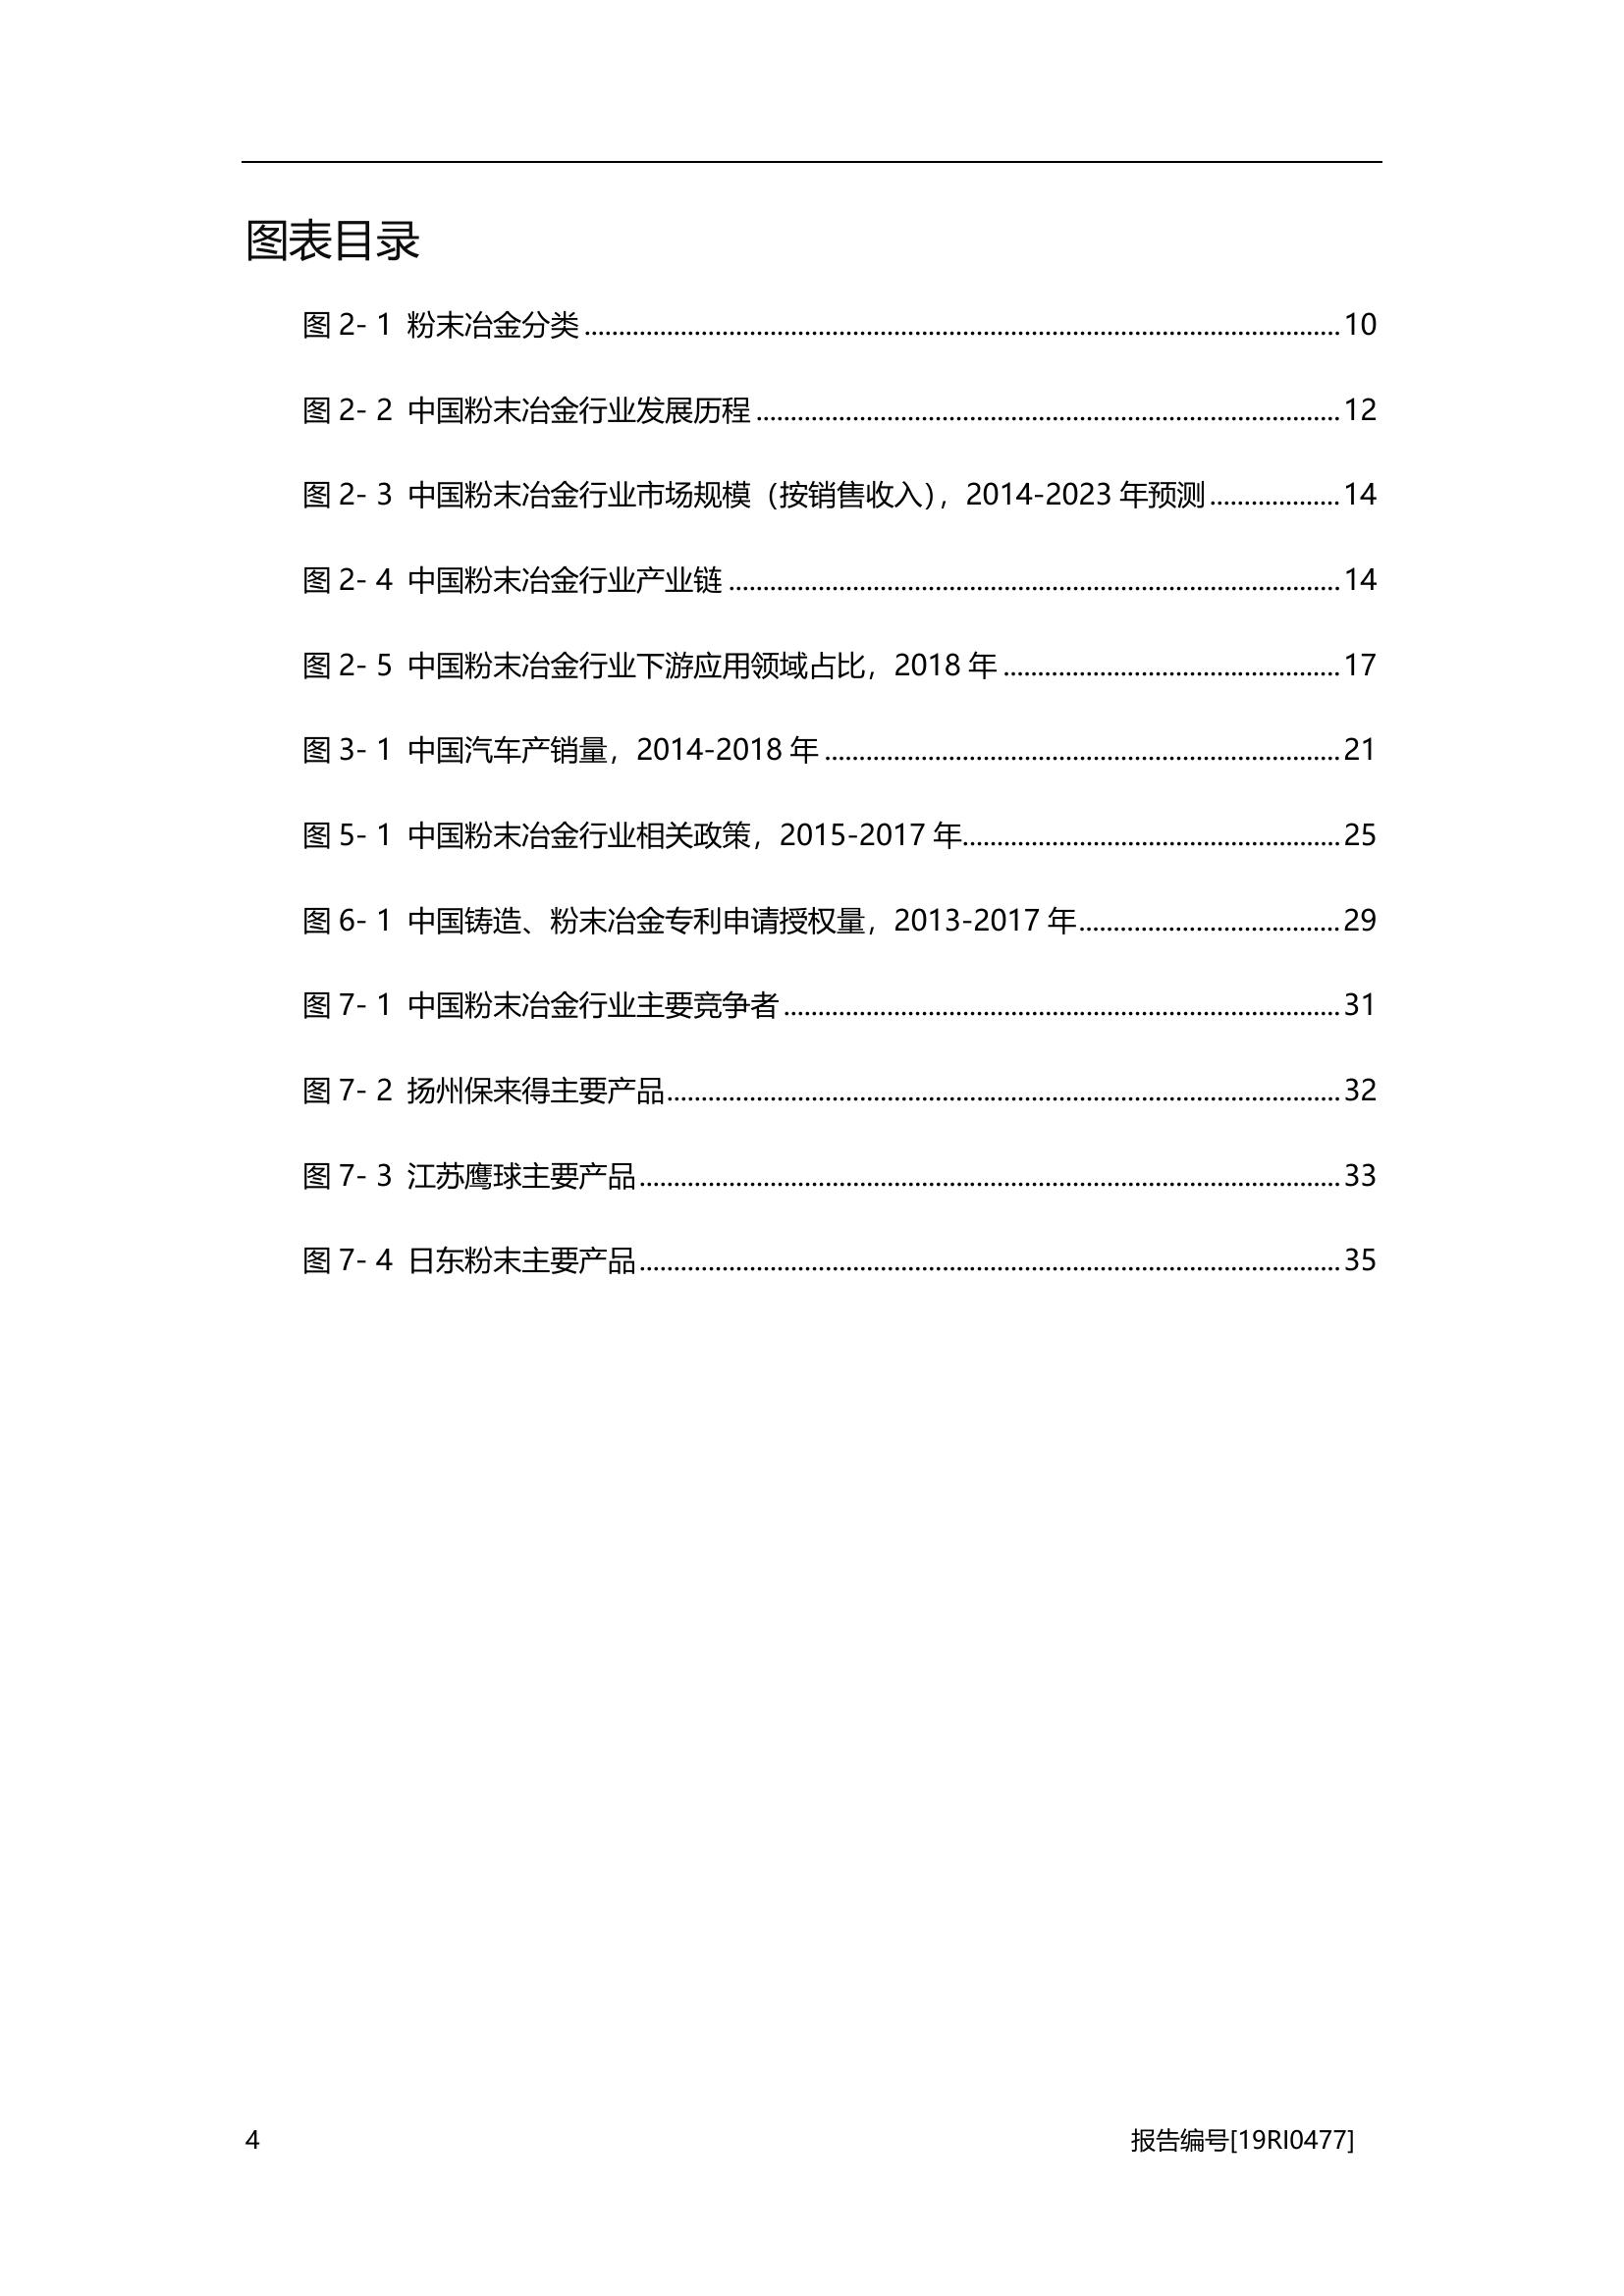 图表目录
图 2- 1 粉末冶金分类 ........................................ 10
图 2- 2 中国粉末冶金行业发展历程 ........................................ 12
图 2- 3 中国粉末冶金行业市场规模（按销售收入），2014-2023 年预测 ................... 14
图 2- 4 中国粉末冶金行业产业链 ........................................ 14
图 2- 5 中国粉末冶金行业下游应用领域占比，2018 年 ........................................ 17
图 3- 1 中国汽车产销量，2014-2018 年 ........................................ 21
图 5- 1 中国粉末冶金行业相关政策，2015-2017 年........................................ 25
图 6- 1 中国铸造、粉末冶金专利申请授权量，2013-2017 年...................................... 29
图 7- 1 中国粉末冶金行业主要竞争者 ........................................ 31
图 7- 2 扬州保来得主要产品........................................ 32
图 7- 3 江苏鹰球主要产品........................................ 33
图 7- 4 日东粉末主要产品........................................ 35
4 报告编号[19RI0477]